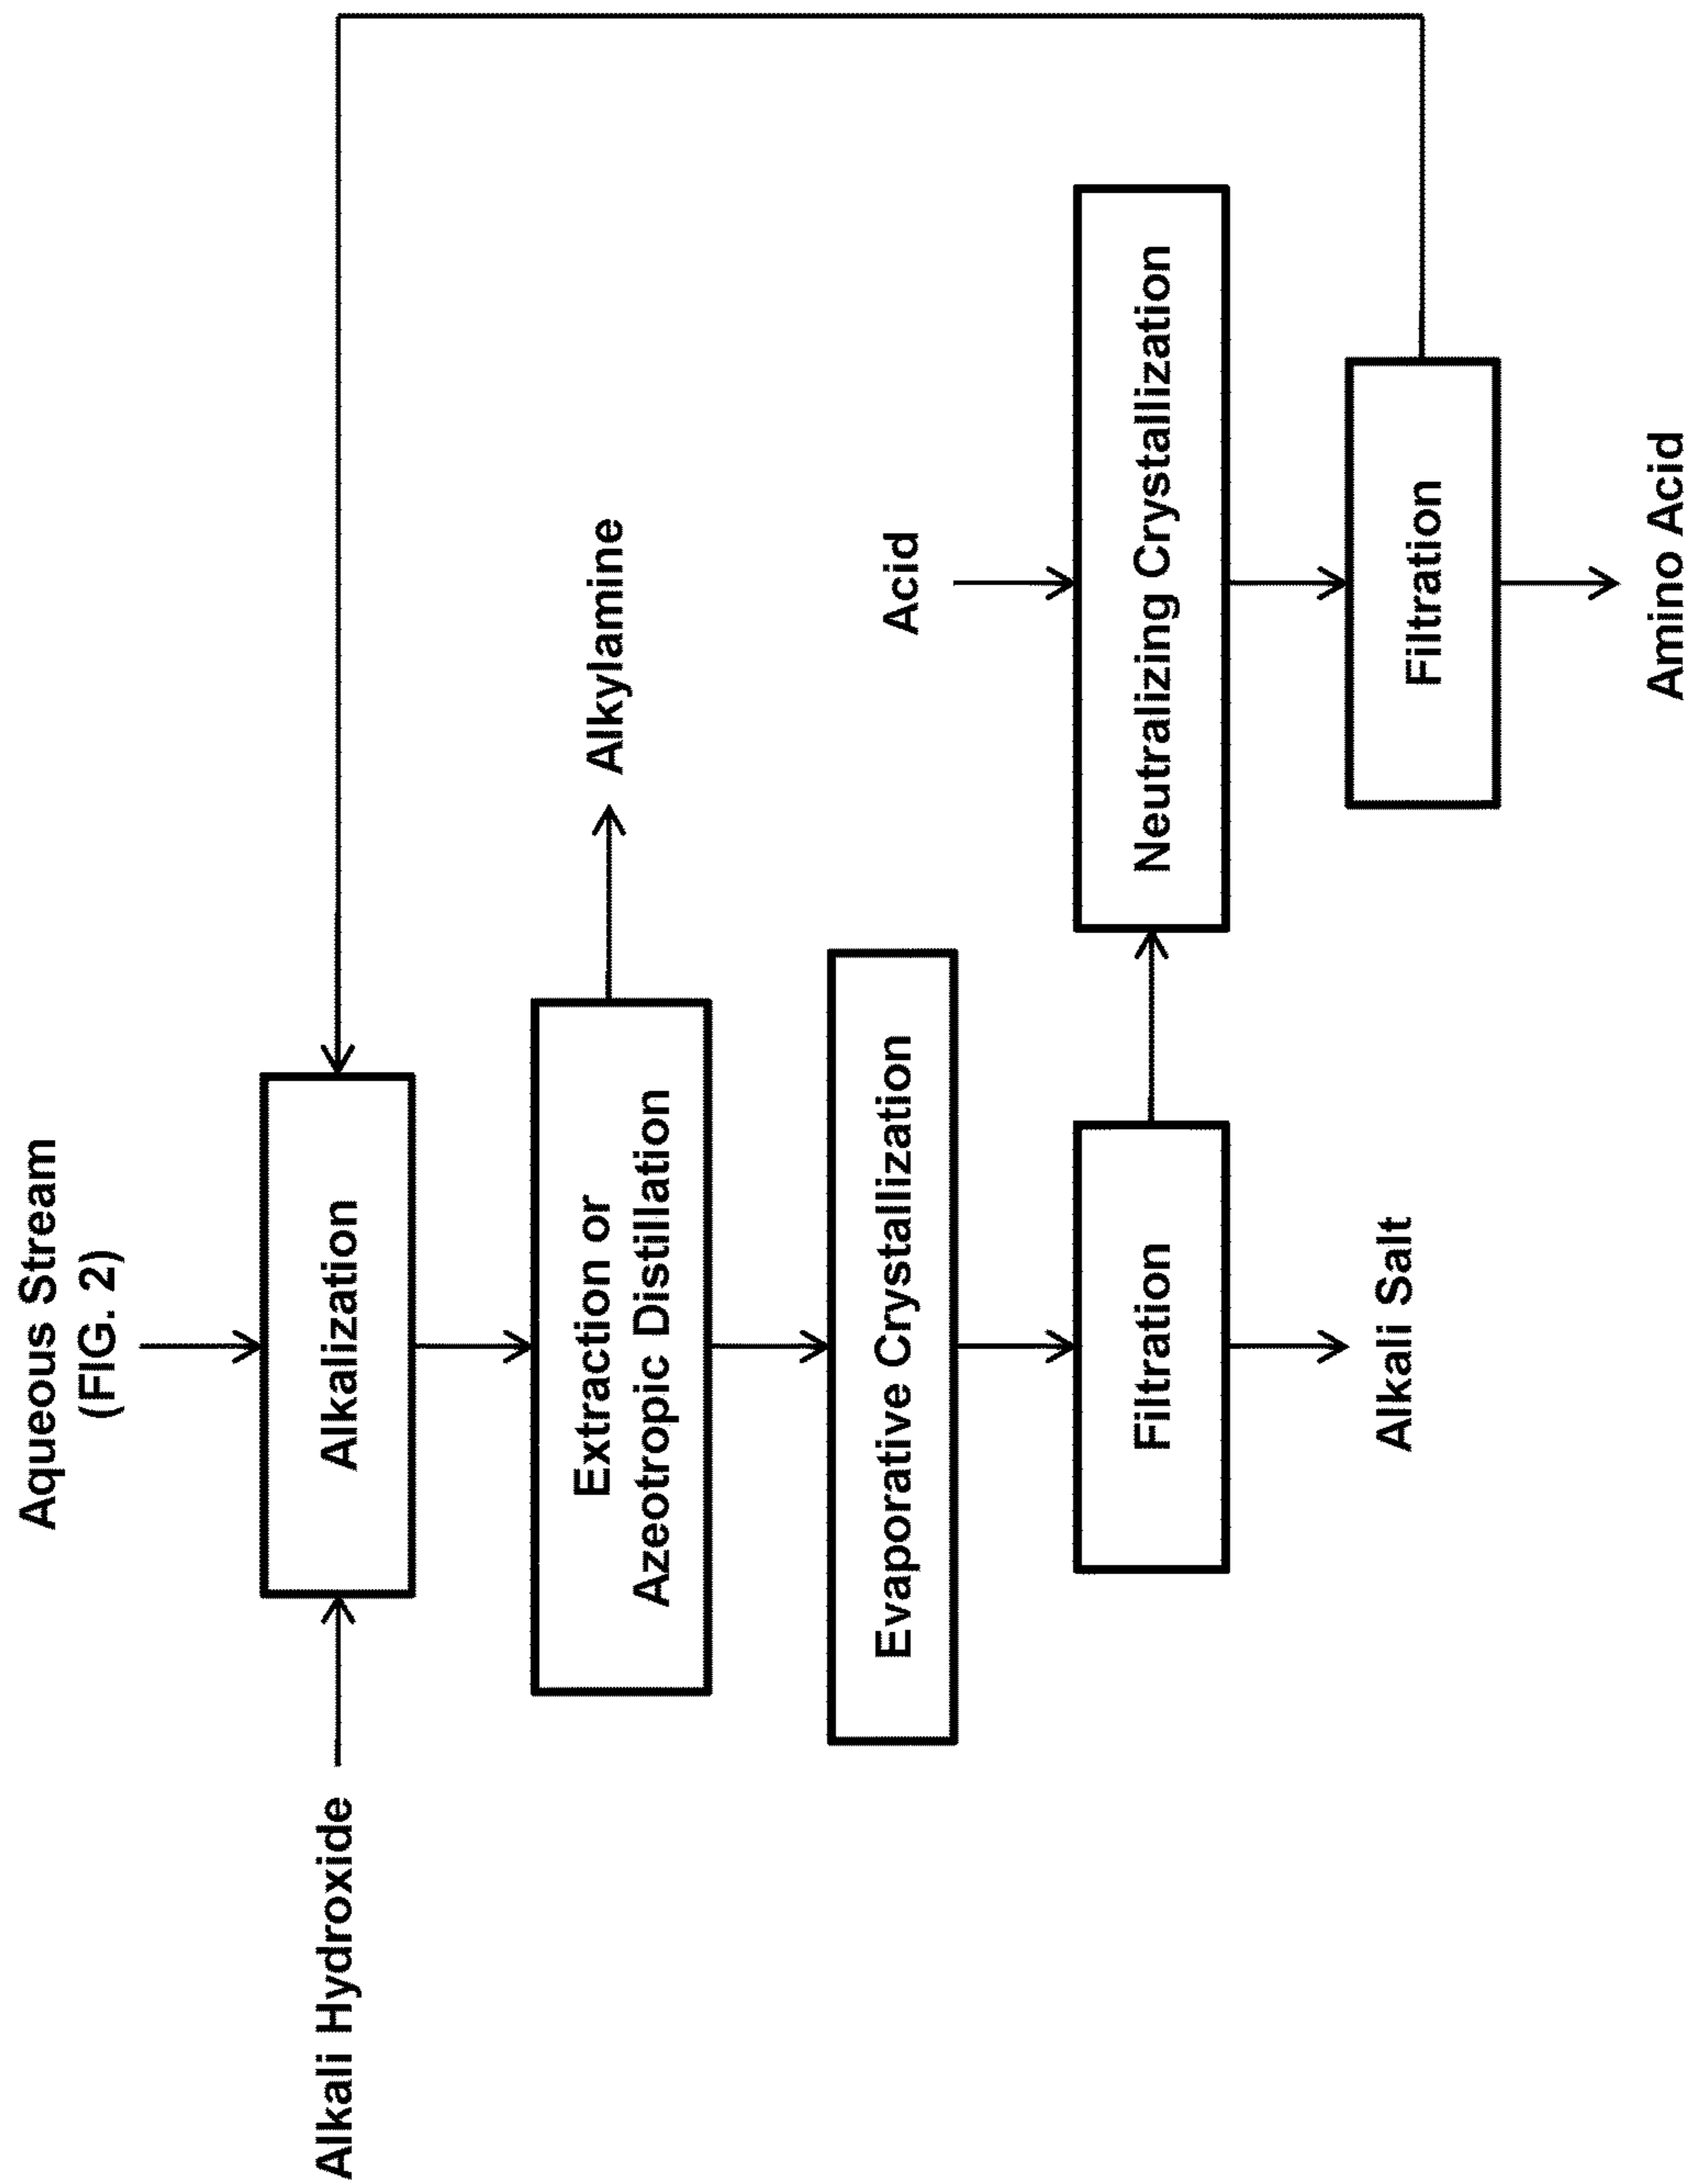 Aqueous Stream
(FIG. 2)
Alkali Hydroxide
Alkalization
Extraction or
Azeotropic Distillation
Alkylamine
Evaporative Crystallization
Acid
Filtration
Neutralizing Crystallization
Alkali Salt
Filtration
Amino Acid